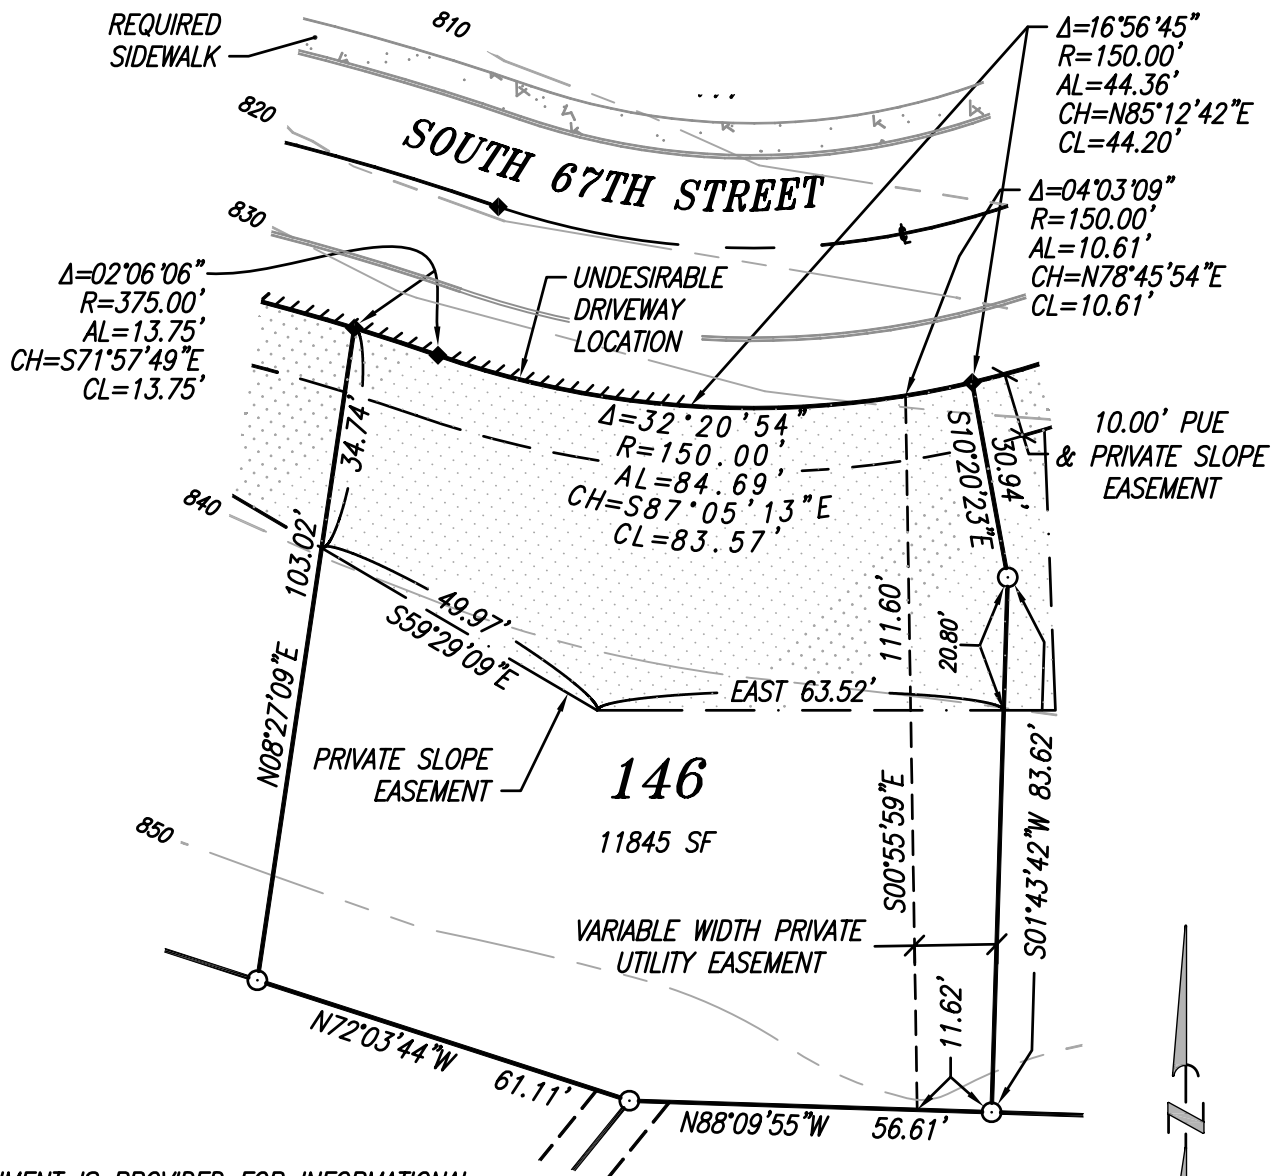 REQUIRED
SIDEWALK
810
820
830
SOUTH 67TH STREET
Δ=16°56'45"
R=150.00'
AL=44.36'
CH=N85°12'42"E
CL=44.20'
Δ=04°03'09"
R=150.00'
AL=10.61'
CH=N78°45'54"E
CL=10.61'
Δ=02°06'06"
R=375.00'
AL=13.75'
CH=S71°57'49"E
CL=13.75'
UNDESIRABLE
DRIVEWAY
LOCATION
Δ=32°20'54"
R=150.00'
AL=84.69'
CH=S87°05'13"E
CL=83.57'
10.00' PUE
& PRIVATE SLOPE
EASEMENT
34.74'
S10°20'23"E
30.94'
840
103.02'
N08°27'09"E
49.97'
S59°29'09"E
111.60'
20.80'
EAST 63.52'
PRIVATE SLOPE
EASEMENT
146
11845 SF
S00°55'59"E
S01°43'42"W 83.62'
850
VARIABLE WIDTH PRIVATE
UTILITY EASEMENT
11.62'
N72°03'44"W 61.11'
N88°09'55"W 56.61'
N